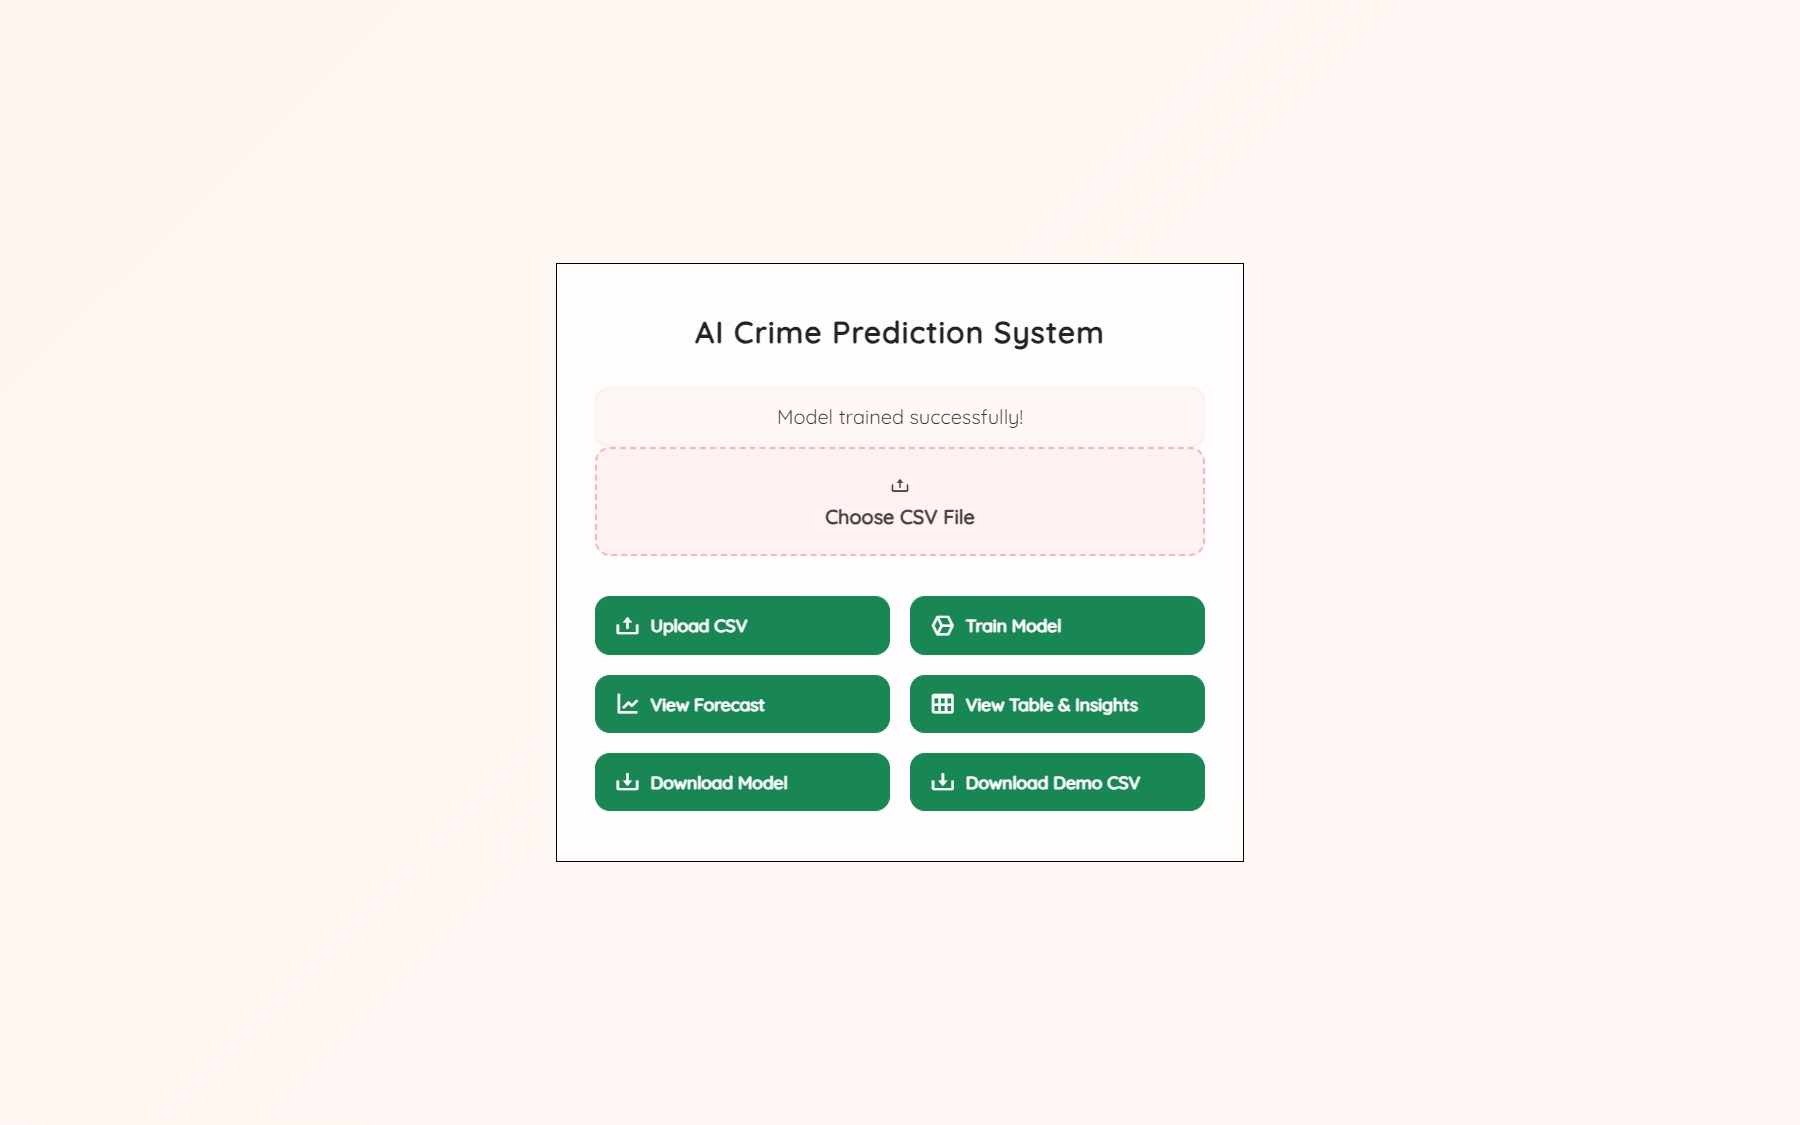 AI Crime Prediction System
Model trained successfully!
Choose CSV File
Upload CSV
Train Model
View Forecast
View Table & Insights
Download Model
Download Demo CSV